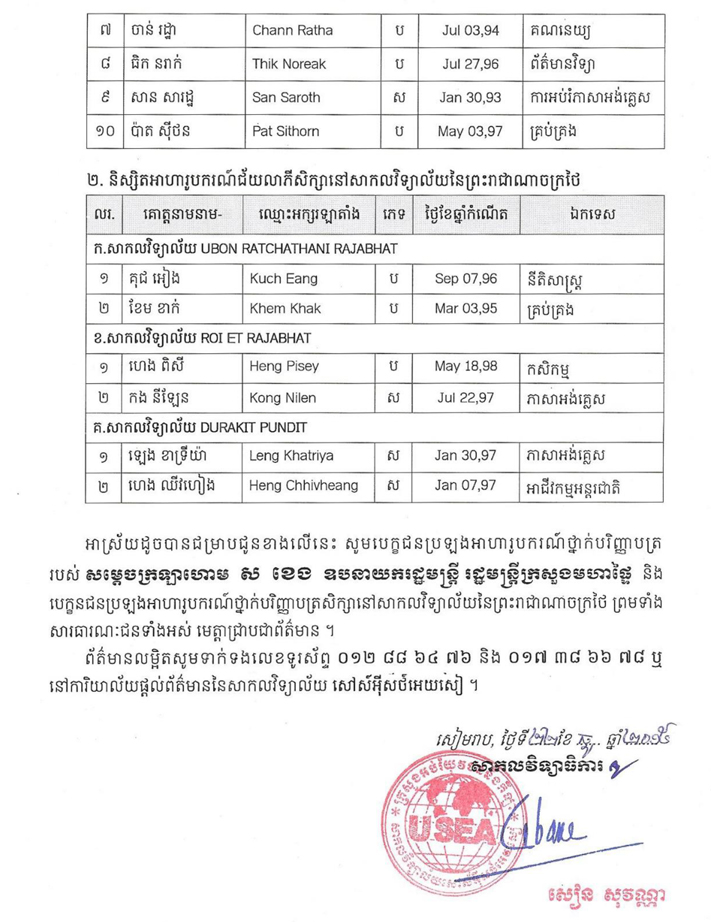 ៧ ចាន់ រដ្ឋា Chann Ratha ប Jul 03,94 គណនេយ្យ
៨ ធិក នរាក់ Thik Noreak ប Jul 27,96 ព័ត៌មានវិទ្យា
៩ សាន សារដ្ឋ San Saroth ស Jan 30,93 ការអប់រំភាសាអង់គ្លេស
១០ ប៉ាត ស៊ីថន Pat Sithorn ប May 03,97 គ្រប់គ្រង
២. និស្សិតអាហារូបករណ៍ជ័យលាភីសិក្សានៅសាកលវិទ្យាល័យនៃព្រះរាជាណាចក្រថៃ
លរ. គោត្តនាមនាម- ឈ្មោះអក្សរឡាតាំង ភេទ ថ្ងៃខែឆ្នាំកំណើត ឯកទេស
ក.សាកលវិទ្យាល័យ UBON RATCHATHANI RAJABHAT
១ គុជ អៀង Kuch Eang ប Sep 07,96 នីតិសាស្ត្រ
២ ខែម ខាក់ Khem Khak ប Mar 03,95 គ្រប់គ្រង
ខ.សាកលវិទ្យាល័យ ROI ET RAJABHAT
១ ហេង ពិសី Heng Pisey ប May 18,98 កសិកម្ម
២ កង នីឡែន Kong Nilen ស Jul 22,97 ភាសាអង់គ្លេស
គ.សាកលវិទ្យាល័យ DURAKIT PUNDIT
១ ឡេង ខាទ្រីយ៉ា Leng Khatriya ស Jan 30,97 ភាសាអង់គ្លេស
២ ហេង ឈីវហៀង Heng Chhivheang ស Jan 07,97 អាជីវកម្មអន្តរជាតិ
អាស្រ័យដូចបានជម្រាបជូនខាងលើនេះ សូមបេក្ខជនប្រឡងអាហារូបករណ៍ថ្នាក់បរិញ្ញាបត្រ
របស់ សម្តេចក្រឡាហោម ស ខេង ឧបនាយករដ្ឋមន្ត្រី រដ្ឋមន្ត្រីក្រសួងមហាផ្ទៃ និង
បេក្ខនជនប្រឡងអាហារូបករណ៍ថ្នាក់បរិញ្ញាបត្រសិក្សានៅសាកលវិទ្យាល័យនៃព្រះរាជាណាចក្រថៃ ព្រមទាំង
សារធារណៈជនទាំងអស់ មេត្តាជ្រាបជាព័ត៌មាន ។
ព័ត៌មានលម្អិតសូមទាក់ទងលេខទូរស័ព្ទ ០១២ ៨៨ ៦៤ ៧៦ និង ០១៧ ៣៨ ៦៦ ៧៨ ឬ
នៅការិយាល័យផ្តល់ព័ត៌មាននៃសាកលវិទ្យាល័យ សៅស៍អ៊ីសថ៍អេយសៀ ។
សៀមរាប, ថ្ងៃទី២២ខែ ធ្នូ.. ឆ្នាំ២០១៥
សាកលវិទ្យាធិការ
USEA
សៀន សុវណ្ណា